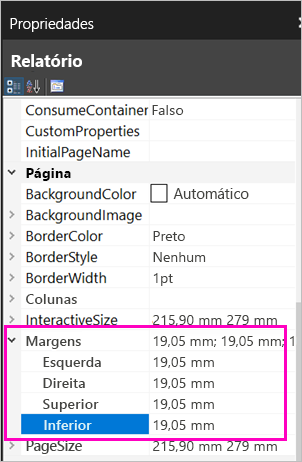 Propriedades
Relatório
ConsumeContainer Falso
CustomProperties
InitialPageName
Página
BackgroundColor Automático
BackgroundImage
BorderColor Preto
BorderStyle Nenhum
BorderWidth 1pt
Colunas
InteractiveSize 215,90 mm 279 mm
Margens 19,05 mm; 19,05 mm; 1
Esquerda 19,05 mm
Direita 19,05 mm
Superior 19,05 mm
Inferior 19,05 mm
PageSize 215,90 mm 279 mm